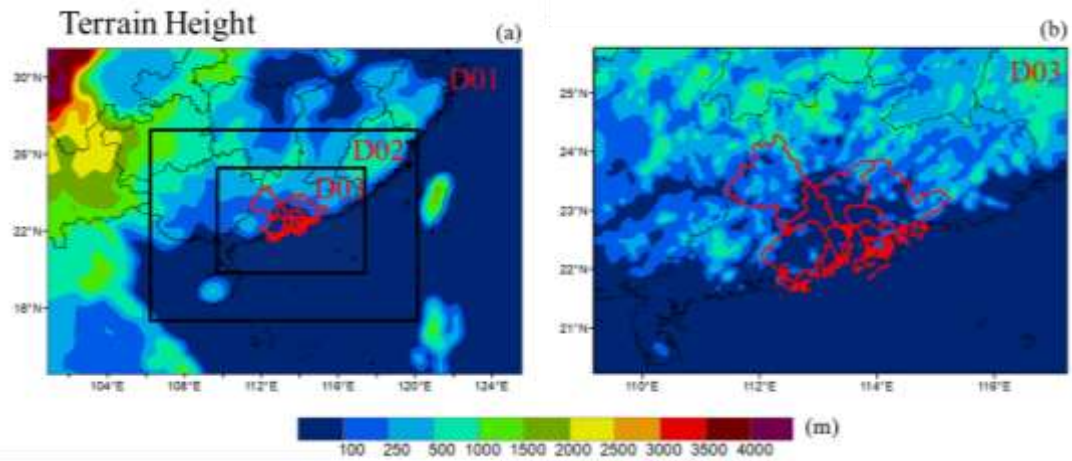 Terrain Height
(a)
(b)
D01
D02
D03
D03
30°N
26°N
22°N
18°N
104°E 108°E 112°E 116°E 120°E 124°E
25°N
24°N
23°N
22°N
21°N
110°E 112°E 114°E 116°E
100 250 500 1000 1500 2000 2500 3000 3500 4000
(m)